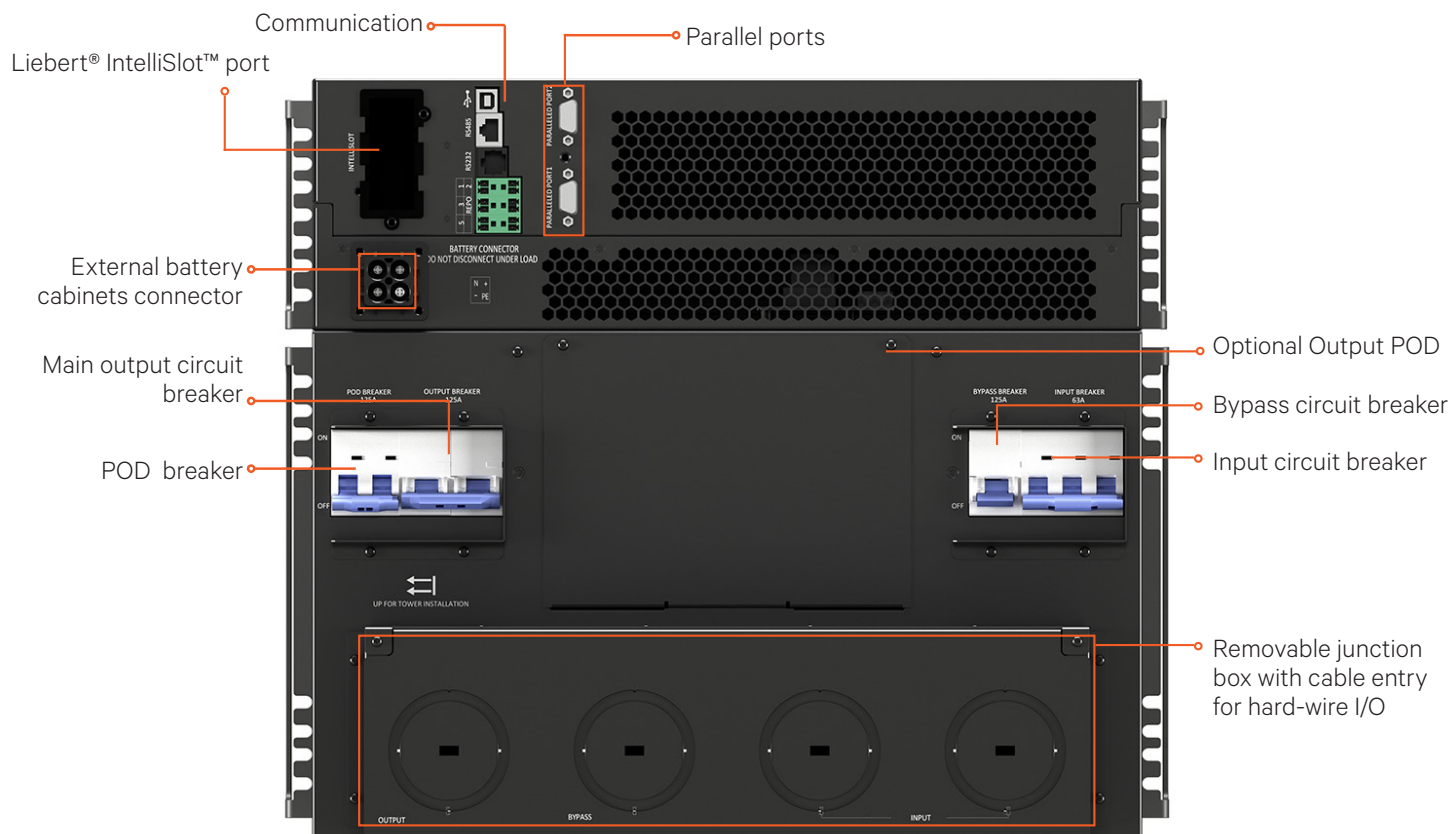 Communication
Parallel ports
Liebert® IntelliSlot™ port
INTELLISLOT
RS485
RS232
1 2
3
5
REPO
PARALLELED PORT2
PARALLELED PORT1
BATTERY CONNECTOR
DO NOT DISCONNECT UNDER LOAD
N +
− PE
External battery
cabinets connector
Optional Output POD
Main output circuit
breaker
POD BREAKER
125A
OUTPUT BREAKER
125A
BYPASS BREAKER
125A
INPUT BREAKER
63A
Bypass circuit breaker
ON
ON
POD breaker
Input circuit breaker
OFF
OFF
UP FOR TOWER INSTALLATION
Removable junction
box with cable entry
for hard-wire I/O
OUTPUT
BYPASS
INPUT